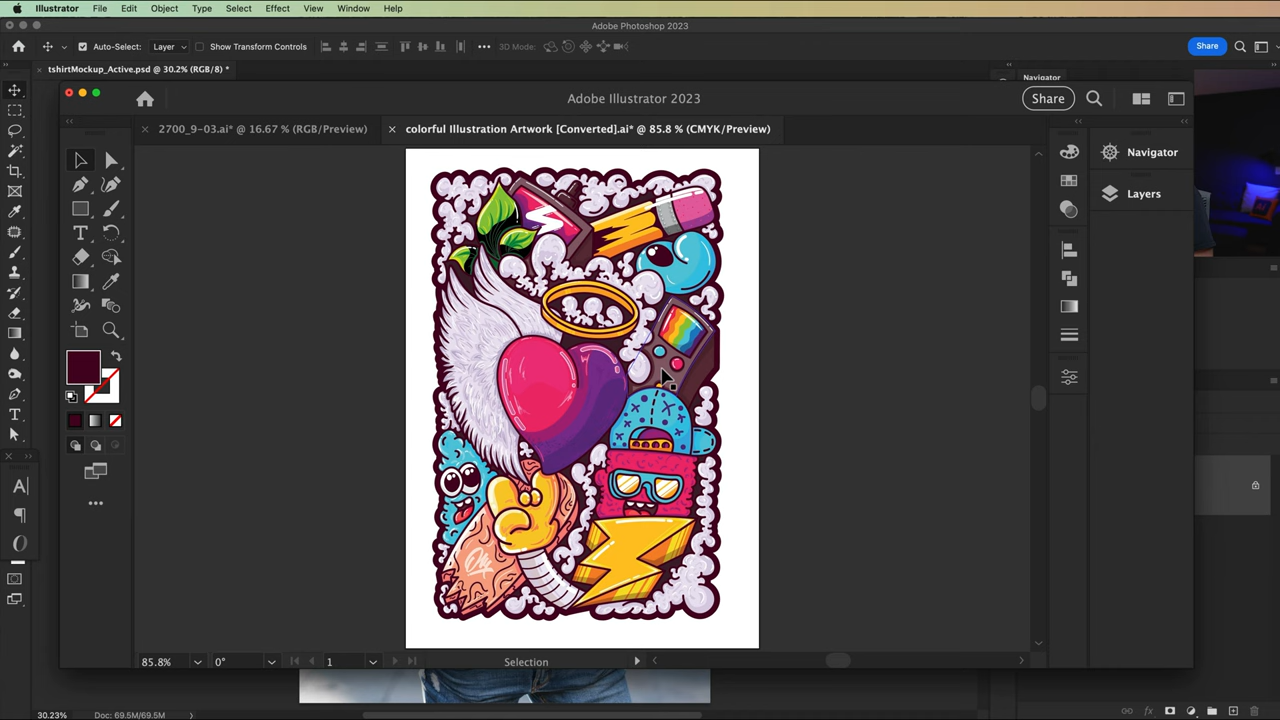 Illustrator File Edit Object Type Select Effect View Window Help
Adobe Photoshop 2023
Auto-Select: Layer Show Transform Controls 3D Mode: Share
tshirtMockup_Active.psd @ 30.2% (RGB/8) *
Navigator
Adobe Illustrator 2023
Share
2700_9-03.ai* @ 16.67 % (RGB/Preview)
colorful Illustration Artwork [Converted].ai* @ 85.8 % (CMYK/Preview)
Navigator
Layers
85.8% 0° 1 Selection
30.23% Doc: 69.5M/69.5M